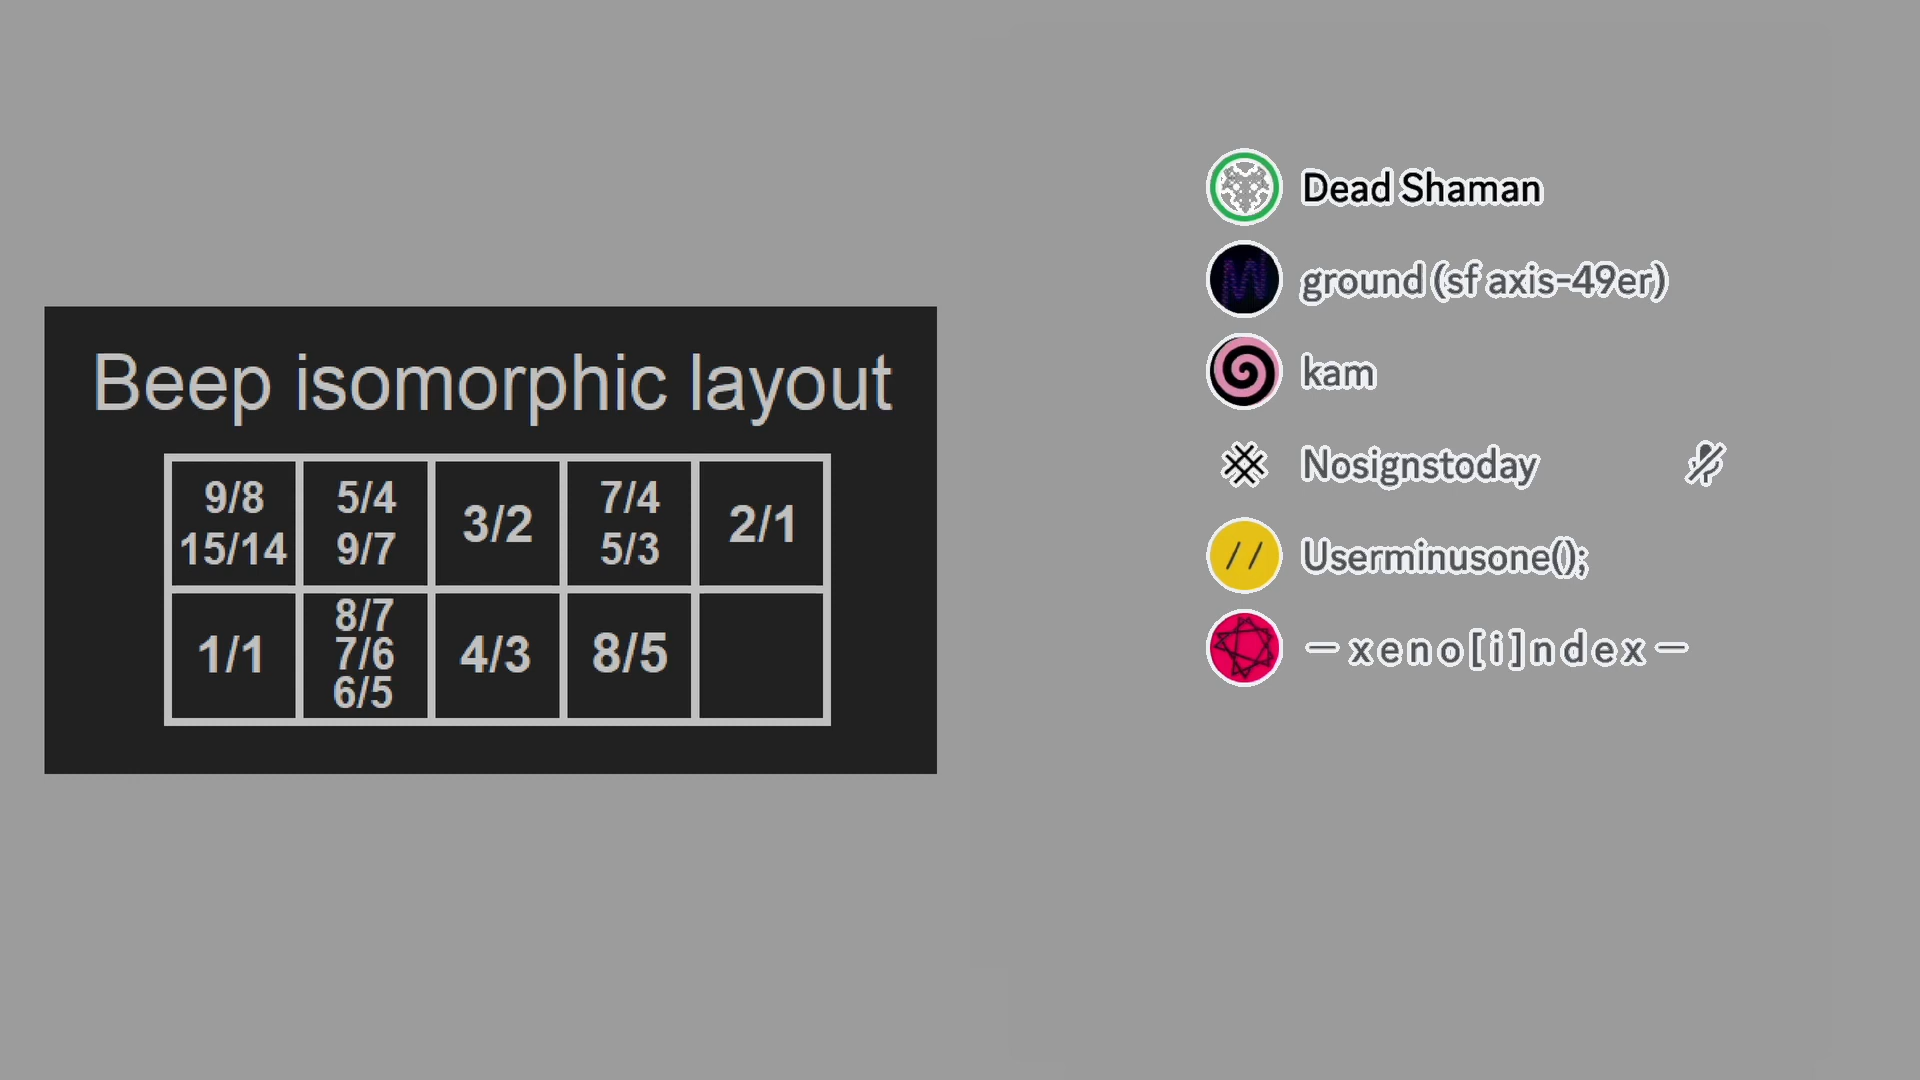 Beep isomorphic layout
9/8 15/14
5/4 9/7
3/2
7/4 5/3
2/1
1/1
8/7 7/6 6/5
4/3
8/5
Dead Shaman
ground (sf axis-49er)
kam
Nosignstoday
//
Userminusone();
— x e n o [ i ] n d e x —